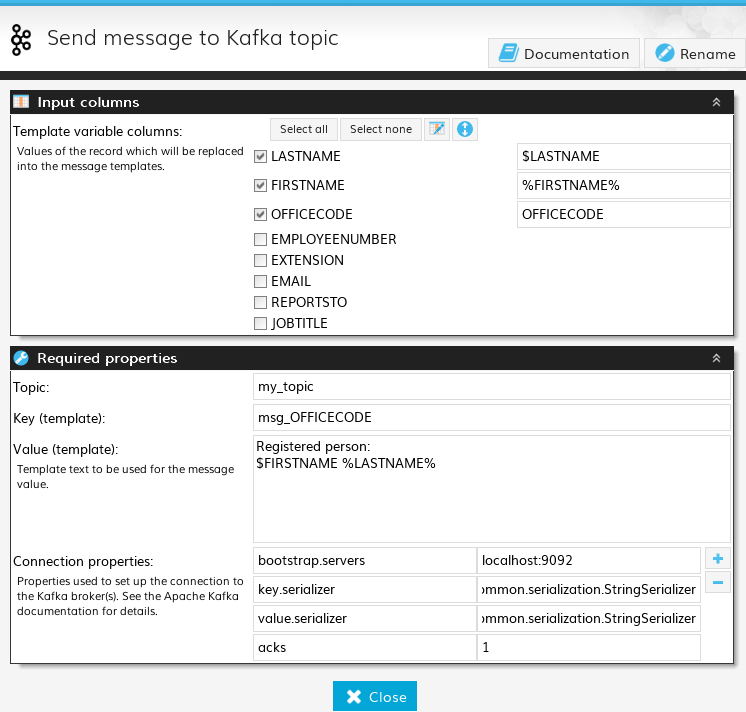 Send message to Kafka topic
Documentation
Rename
Input columns
Template variable columns:
Values of the record which will be replaced
into the message templates.
Select all
Select none
LASTNAME
$LASTNAME
FIRSTNAME
%FIRSTNAME%
OFFICECODE
OFFICECODE
EMPLOYEENUMBER
EXTENSION
EMAIL
REPORTSTO
JOBTITLE
Required properties
Topic:
my_topic
Key (template):
msg_OFFICECODE
Value (template):
Template text to be used for the message
value.
Registered person:
$FIRSTNAME %LASTNAME%
Connection properties:
Properties used to set up the connection to
the Kafka broker(s). See the Apache Kafka
documentation for details.
bootstrap.servers
localhost:9092
key.serializer
ommon.serialization.StringSerializer
value.serializer
ommon.serialization.StringSerializer
acks
1
Close